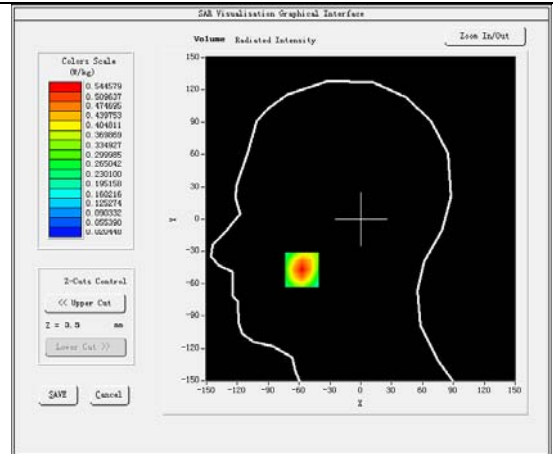 SAR Visualisation Graphical Interface
Volume Radiated Intensity
Zoom In/Out
Colors Scale
(W/kg)
0.544579
0.509637
0.474695
0.439753
0.404811
0.369869
0.334927
0.299985
0.265042
0.230100
0.195158
0.160216
0.125274
0.090332
0.055390
0.020448
150
120
90
60
30
0
-30
-60
-90
-120
-150
Y
-150 -120 -90 -60 -30 0 30 60 90 120 150
X
Z-Cuts Control
<< Upper Cut
Z = 3.5 mm
Lower Cut >>
SAVE Cancel